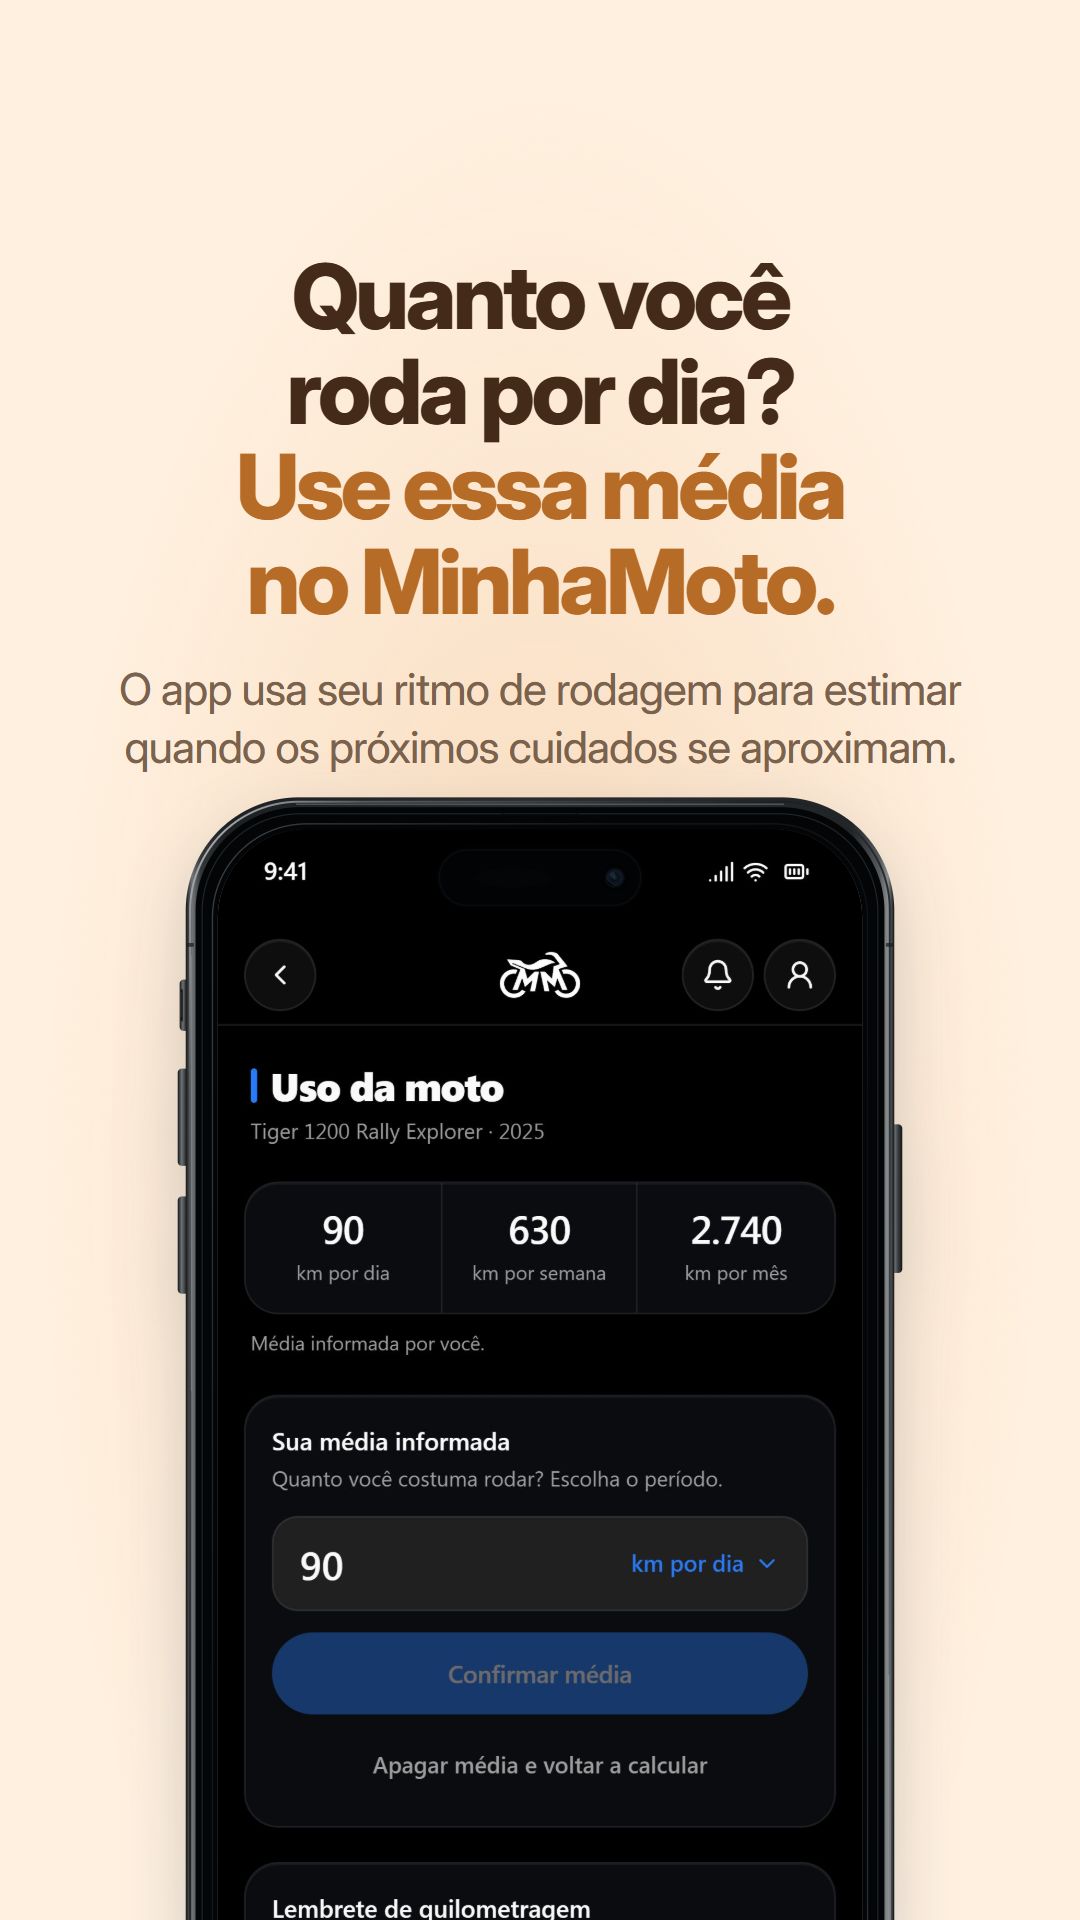 Quanto você
roda por dia?
Use essa média
no MinhaMoto.
O app usa seu ritmo de rodagem para estimar
quando os próximos cuidados se aproximam.
9:41
MM
Uso da moto
Tiger 1200 Rally Explorer · 2025
90
km por dia
630
km por semana
2.740
km por mês
Média informada por você.
Sua média informada
Quanto você costuma rodar? Escolha o período.
90
km por dia
Confirmar média
Apagar média e voltar a calcular
Lembrete de quilometragem